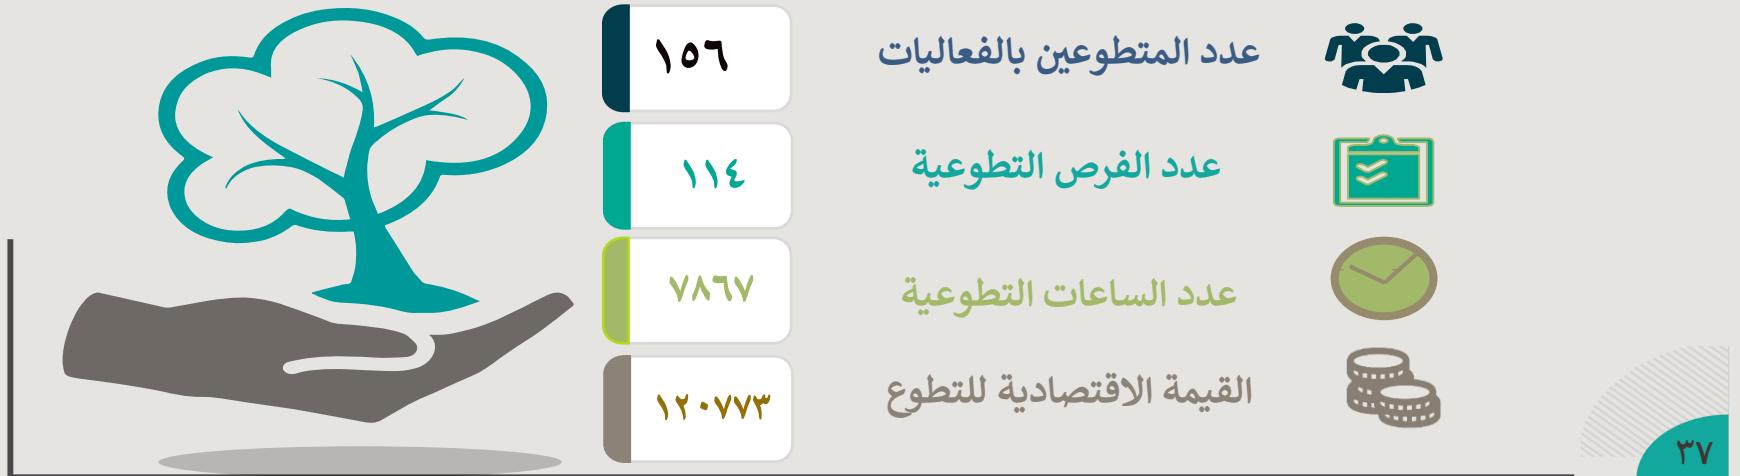 عدد المتطوعين بالفعاليات ١٥٦
عدد الفرص التطوعية ١١٤
عدد الساعات التطوعية ٧٨٦٧
القيمة الاقتصادية للتطوع ١٢٠٧٧٣
٣٧